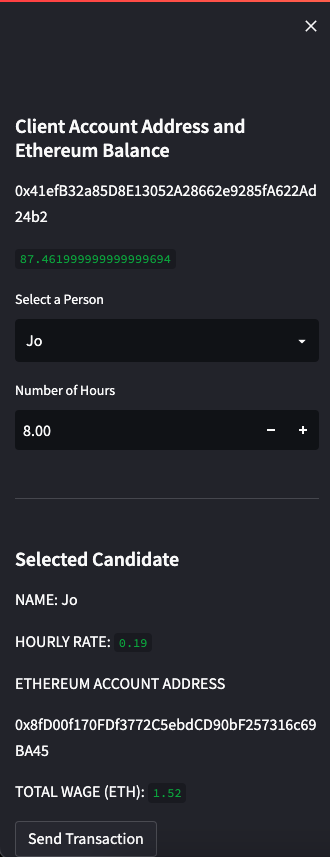 Client Account Address and
Ethereum Balance
0x41efB32a85D8E13052A28662e9285fA622Ad
24b2
87.461999999999999694
Select a Person
Jo
Number of Hours
8.00
Selected Candidate
NAME: Jo
HOURLY RATE: 0.19
ETHEREUM ACCOUNT ADDRESS
0x8fD00f170FDf3772C5ebdCD90bF257316c69
BA45
TOTAL WAGE (ETH): 1.52
Send Transaction